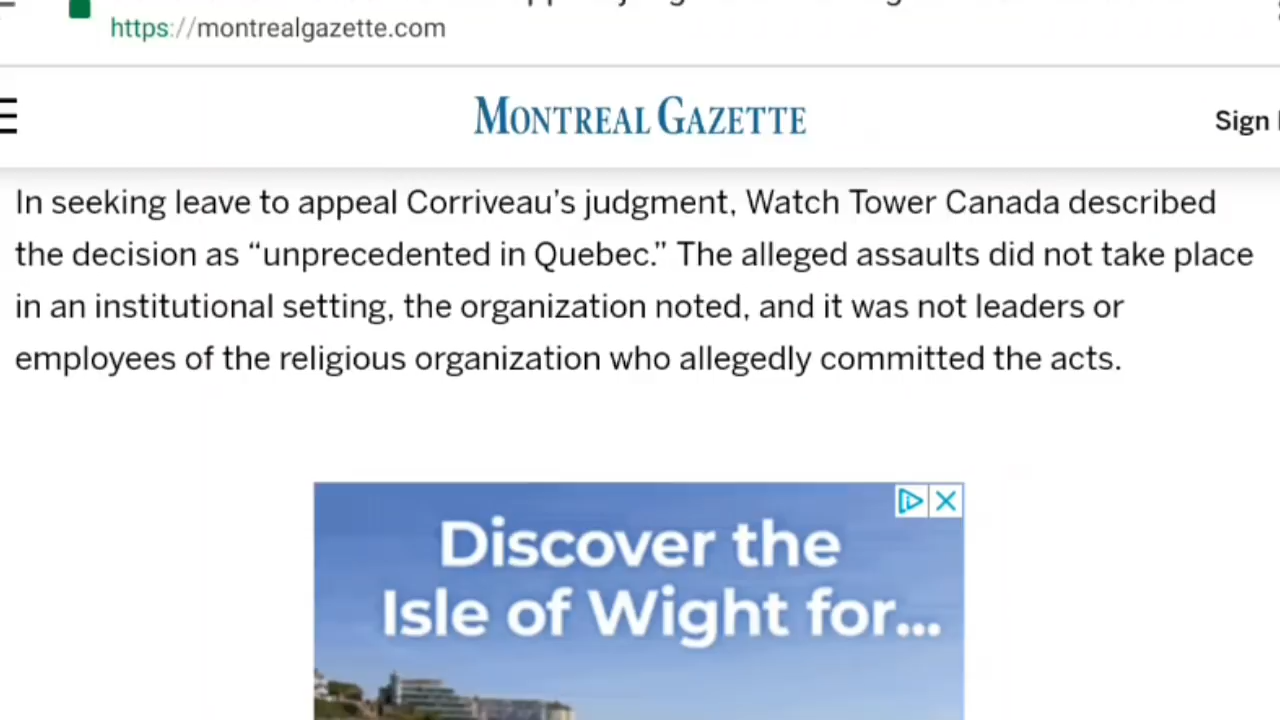 https://montrealgazette.com
MONTREAL GAZETTE
Sign
In seeking leave to appeal Corriveau’s judgment, Watch Tower Canada described
the decision as “unprecedented in Quebec.” The alleged assaults did not take place
in an institutional setting, the organization noted, and it was not leaders or
employees of the religious organization who allegedly committed the acts.
Discover the
Isle of Wight for...